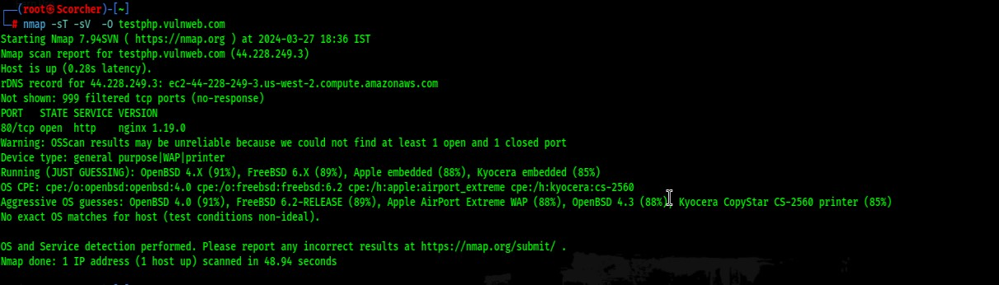 ┌──(root㉿Scorcher)-[~]
└─# nmap -sT -sV  -O testphp.vulnweb.com
Starting Nmap 7.94SVN ( https://nmap.org ) at 2024-03-27 18:36 IST
Nmap scan report for testphp.vulnweb.com (44.228.249.3)
Host is up (0.28s latency).
rDNS record for 44.228.249.3: ec2-44-228-249-3.us-west-2.compute.amazonaws.com
Not shown: 999 filtered tcp ports (no-response)
PORT   STATE SERVICE VERSION
80/tcp open  http    nginx 1.19.0
Warning: OSScan results may be unreliable because we could not find at least 1 open and 1 closed port
Device type: general purpose|WAP|printer
Running (JUST GUESSING): OpenBSD 4.X (91%), FreeBSD 6.X (89%), Apple embedded (88%), Kyocera embedded (85%)
OS CPE: cpe:/o:openbsd:openbsd:4.0 cpe:/o:freebsd:freebsd:6.2 cpe:/h:apple:airport_extreme cpe:/h:kyocera:cs-2560
Aggressive OS guesses: OpenBSD 4.0 (91%), FreeBSD 6.2-RELEASE (89%), Apple AirPort Extreme WAP (88%), OpenBSD 4.3 (88%), Kyocera CopyStar CS-2560 printer (85%)
No exact OS matches for host (test conditions non-ideal).

OS and Service detection performed. Please report any incorrect results at https://nmap.org/submit/ .
Nmap done: 1 IP address (1 host up) scanned in 48.94 seconds